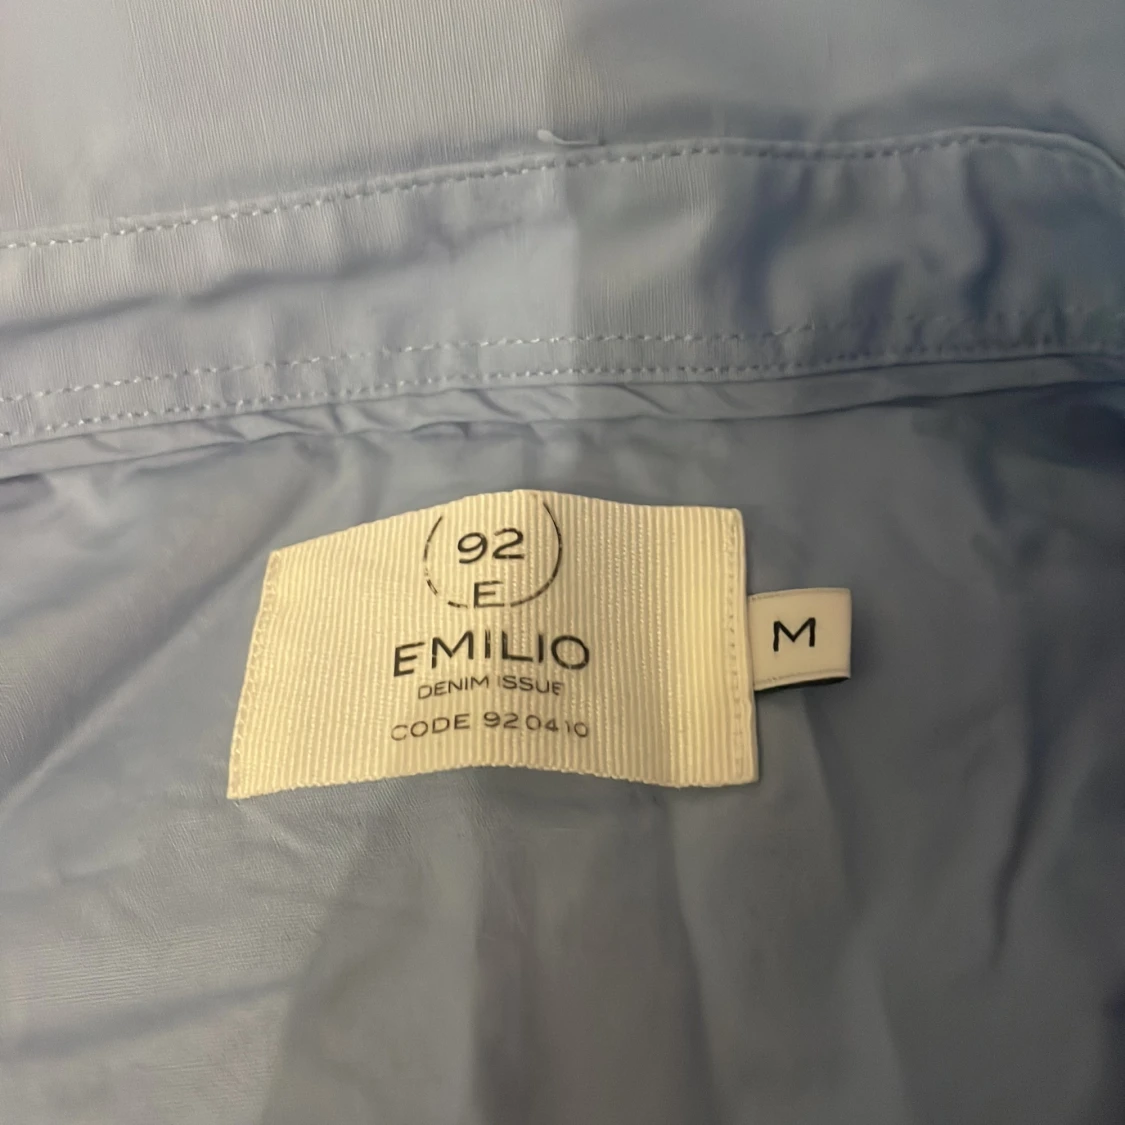 92
E
EMILIO
DENIM ISSUE
CODE 920410
M